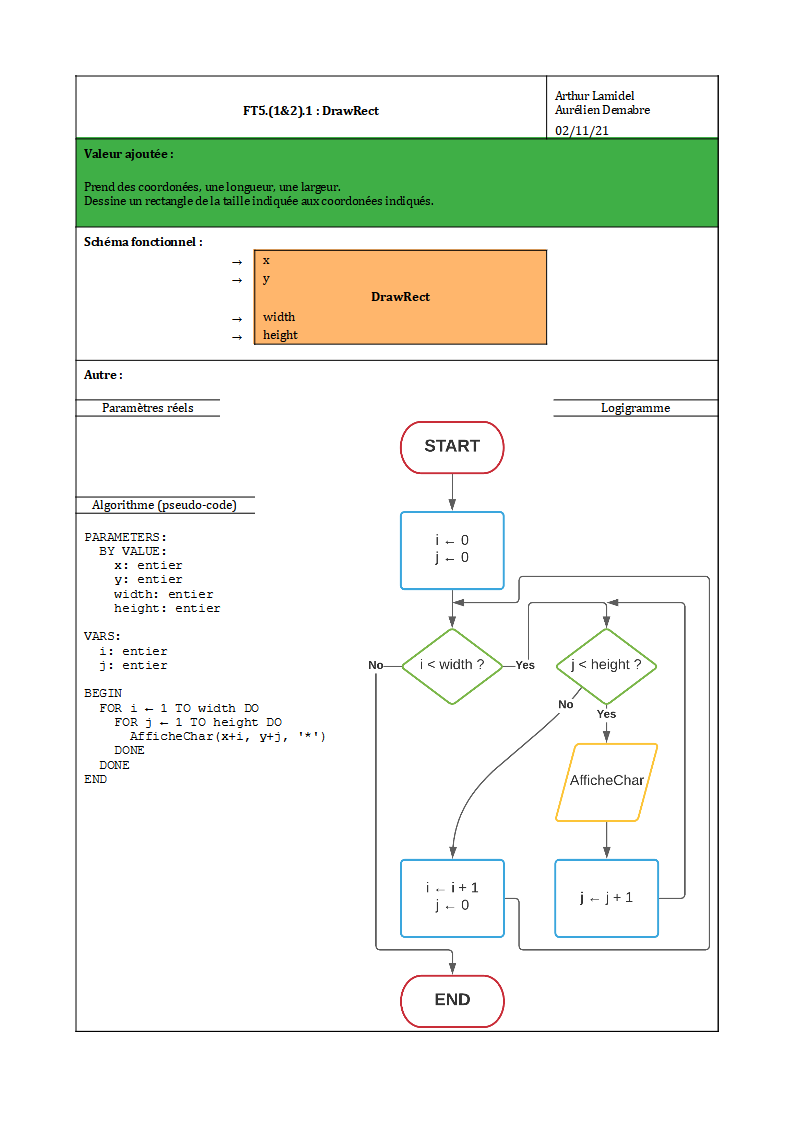 FT5.(1&2).1 : DrawRect
Arthur Lamidel
Aurélien Demabre
02/11/21
Valeur ajoutée :
Prend des coordonées, une longueur, une largeur.
Dessine un rectangle de la taille indiquée aux coordonées indiqués.
Schéma fonctionnel :
→ x
→ y
DrawRect
→ width
→ height
Autre :
Paramètres réels
Logigramme
Algorithme (pseudo-code)
PARAMETERS:
BY VALUE:
x: entier
y: entier
width: entier
height: entier
VARS:
i: entier
j: entier
BEGIN
FOR i ← 1 TO width DO
FOR j ← 1 TO height DO
AfficheChar(x+i, y+j, '*')
DONE
DONE
END
START
i ← 0
j ← 0
No
i < width ?
Yes
j < height ?
No
Yes
AfficheChar
i ← i + 1
j ← 0
j ← j + 1
END